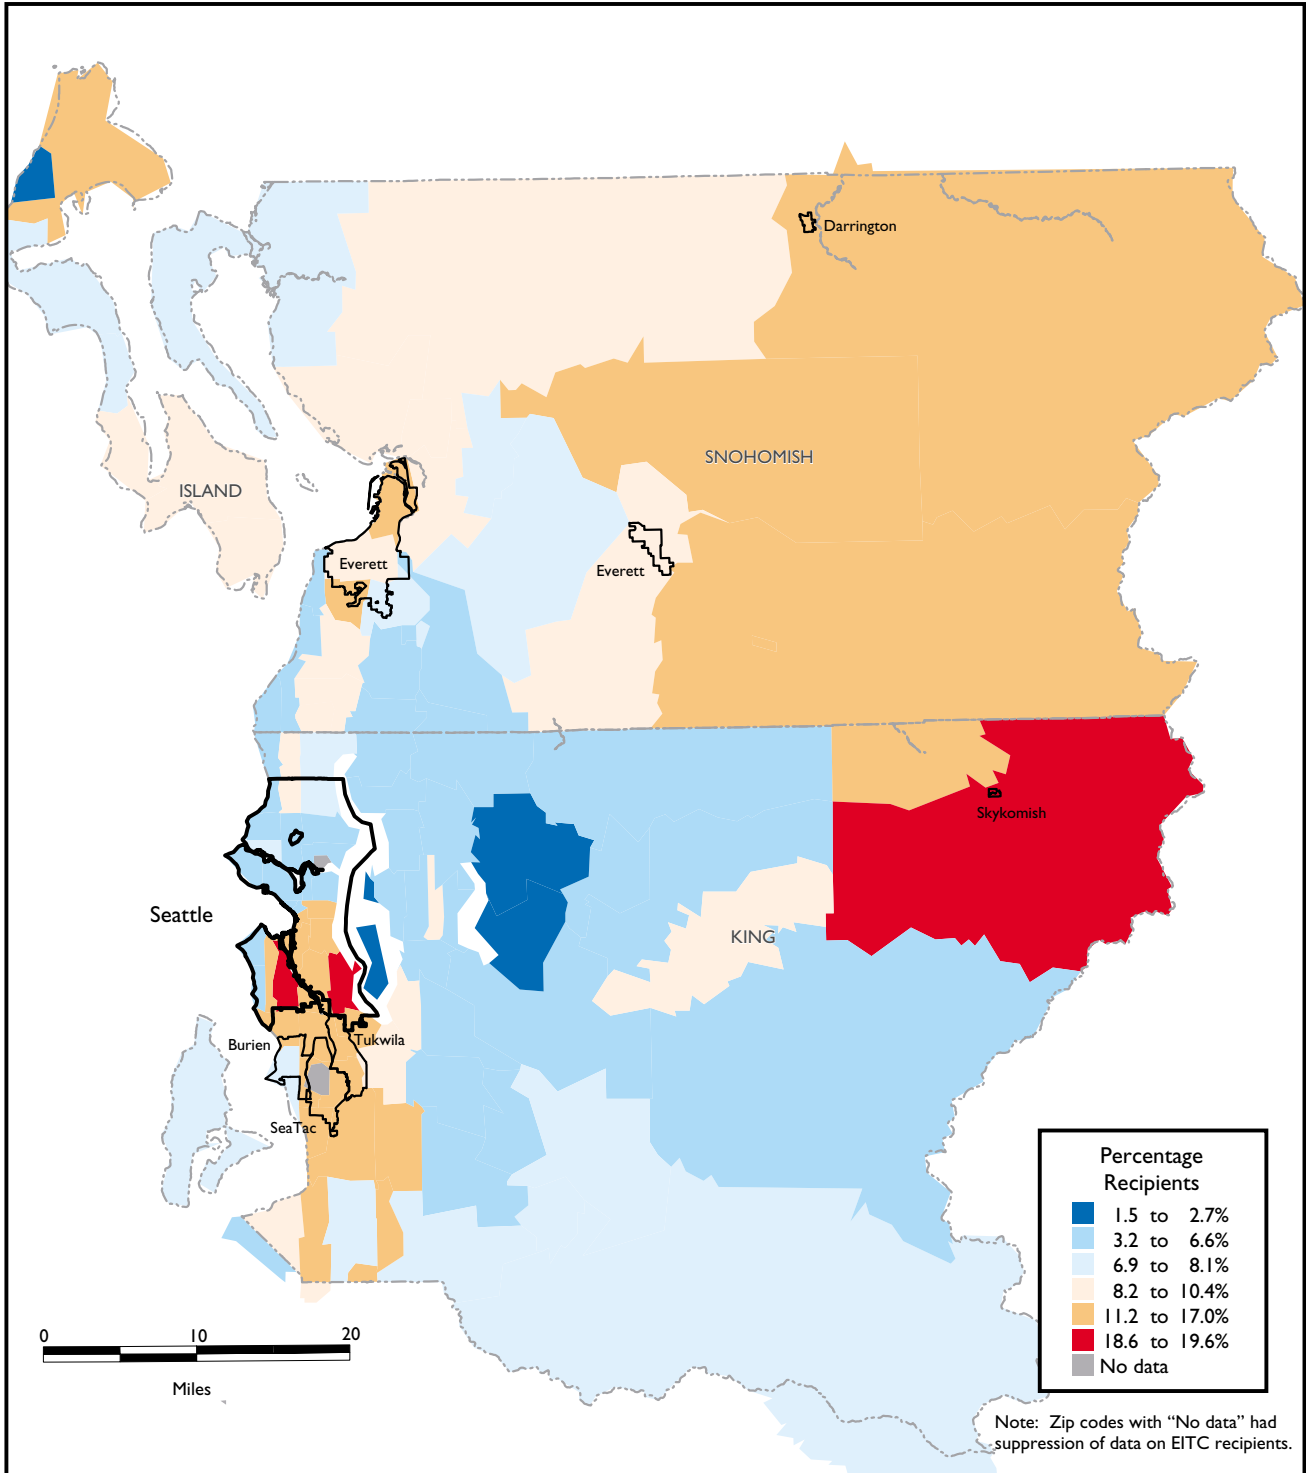 Darrington
SNOHOMISH
ISLAND
Everett
Everett
Skykomish
Seattle
KING
Burien
Tukwila
SeaTac
Percentage
Recipients
1.5 to 2.7%
3.2 to 6.6%
6.9 to 8.1%
8.2 to 10.4%
11.2 to 17.0%
18.6 to 19.6%
No data
0 10 20
Miles
Note: Zip codes with “No data” had
suppression of data on EITC recipients.